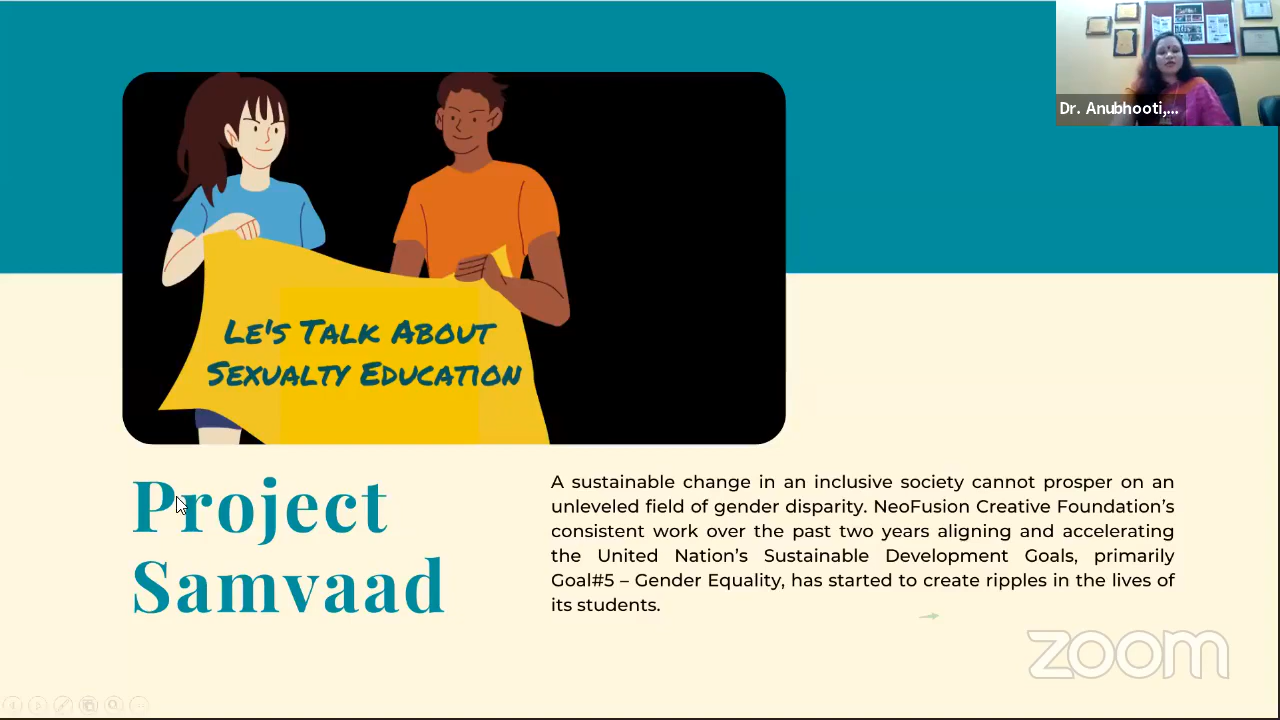 Dr. Anubhooti,...
LE'S TALK ABOUT
SEXUALTY EDUCATION
Project
Samvaad
A sustainable change in an inclusive society cannot prosper on an
unleveled field of gender disparity. NeoFusion Creative Foundation's
consistent work over the past two years aligning and accelerating
the United Nation's Sustainable Development Goals, primarily
Goal#5 – Gender Equality, has started to create ripples in the lives of
its students.
zoom